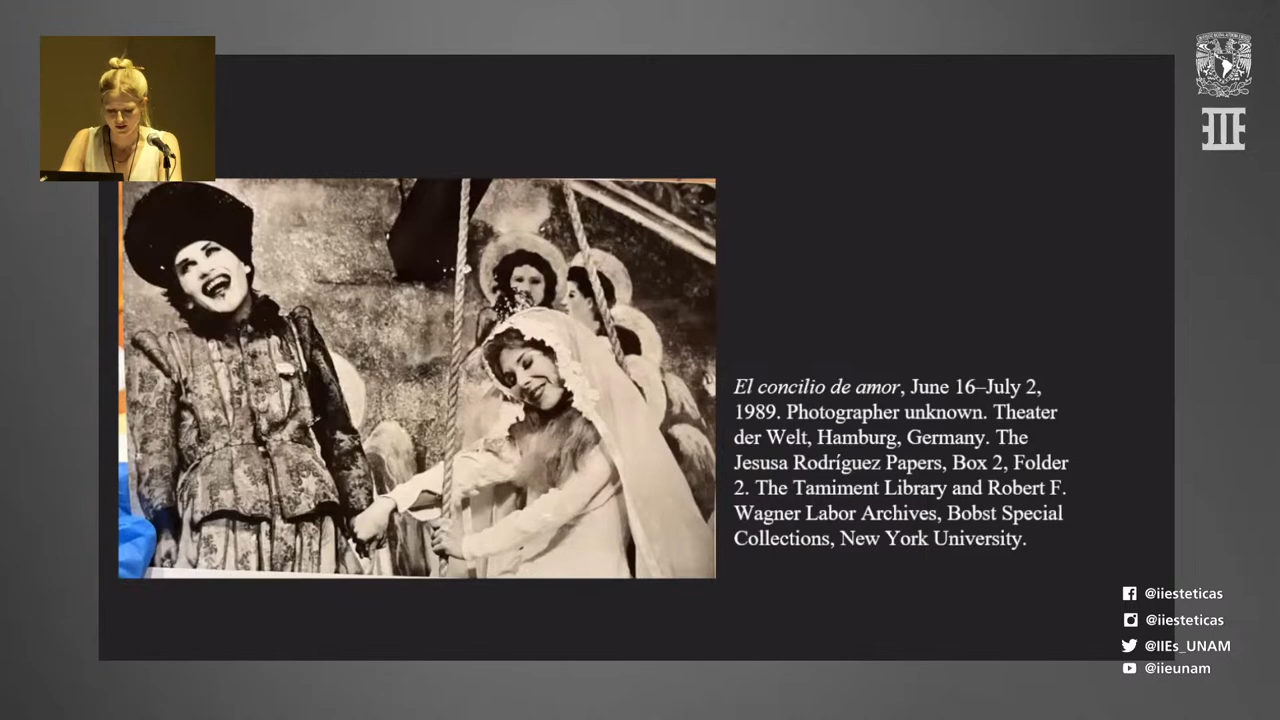 El concilio de amor, June 16–July 2,
1989. Photographer unknown. Theater
der Welt, Hamburg, Germany. The
Jesusa Rodríguez Papers, Box 2, Folder
2. The Tamiment Library and Robert F.
Wagner Labor Archives, Bobst Special
Collections, New York University.
@iiesteticas
@iiesteticas
@IIEs_UNAM
@iieunam